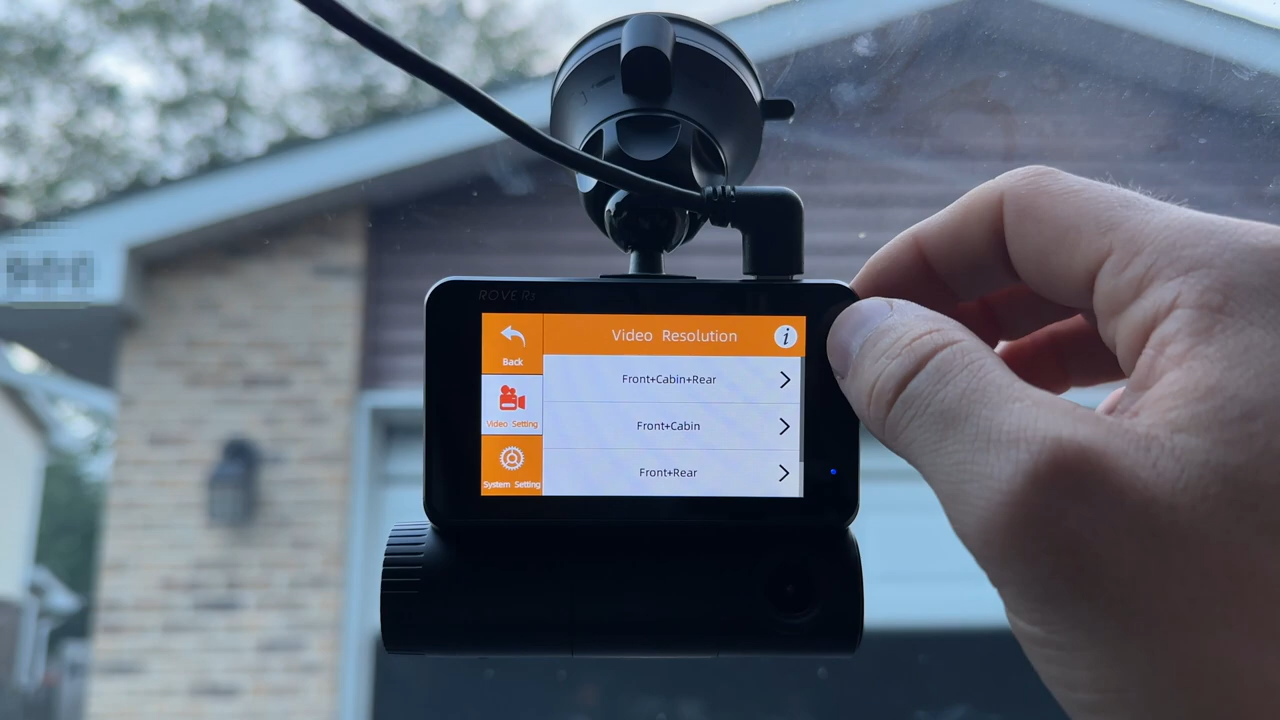 ROVE R3
Back
Video Resolution
i
Front+Cabin+Rear
Video Setting
Front+Cabin
System Setting
Front+Rear